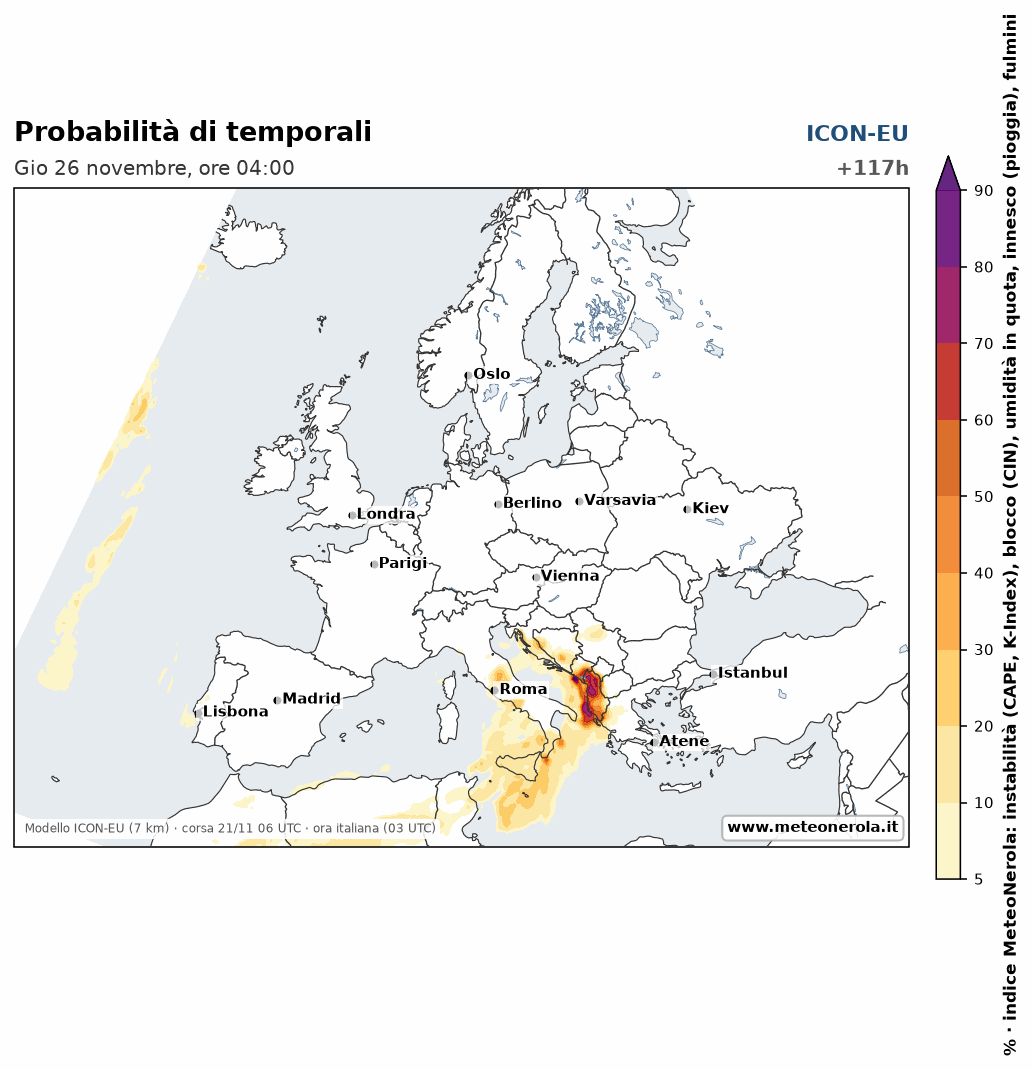 Probabilità di temporali
ICON-EU
Gio 26 novembre, ore 04:00
+117h
Oslo
Londra
Berlino
Varsavia
Kiev
Parigi
Vienna
Istanbul
Madrid
Roma
Lisbona
Atene
Modello ICON-EU (7 km) · corsa 21/11 06 UTC · ora italiana (03 UTC)
www.meteonerola.it
90
80
70
60
50
40
30
20
10
5
% · indice MeteoNerola: instabilità (CAPE, K-Index), blocco (CIN), umidità in quota, innesco (pioggia), fulmini